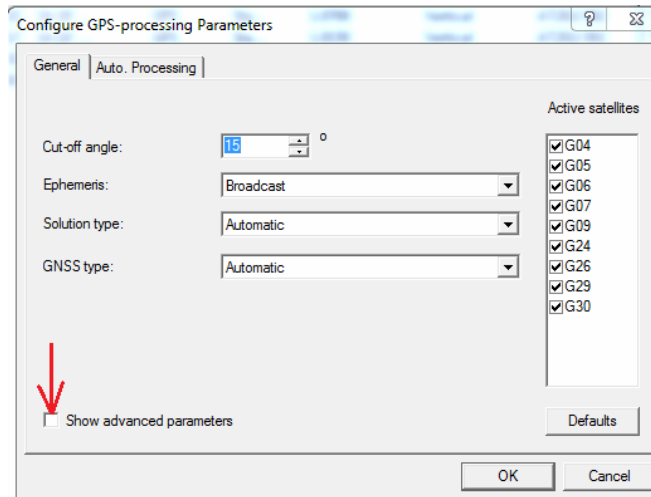 Configure GPS-processing Parameters
General
Auto. Processing
Active satellites
Cut-off angle:
15
o
Ephemeris:
Broadcast
Solution type:
Automatic
GNSS type:
Automatic
G04
G05
G06
G07
G09
G24
G26
G29
G30
Show advanced parameters
Defaults
OK
Cancel